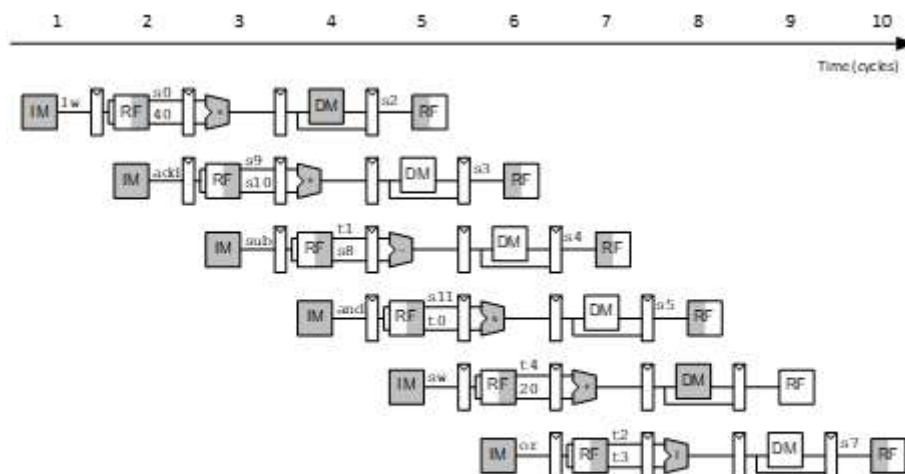 1 2 3 4 5 6 7 8 9 10
Time (cycles)
IM lw RF s0 40 + DM s2 RF
IM add RF s9 s10 + DM s3 RF
IM sub RF t1 s8 - DM s4 RF
IM and RF s11 t0 & DM s5 RF
IM sw RF t4 20 + DM RF
IM or RF t2 t3 | DM s7 RF